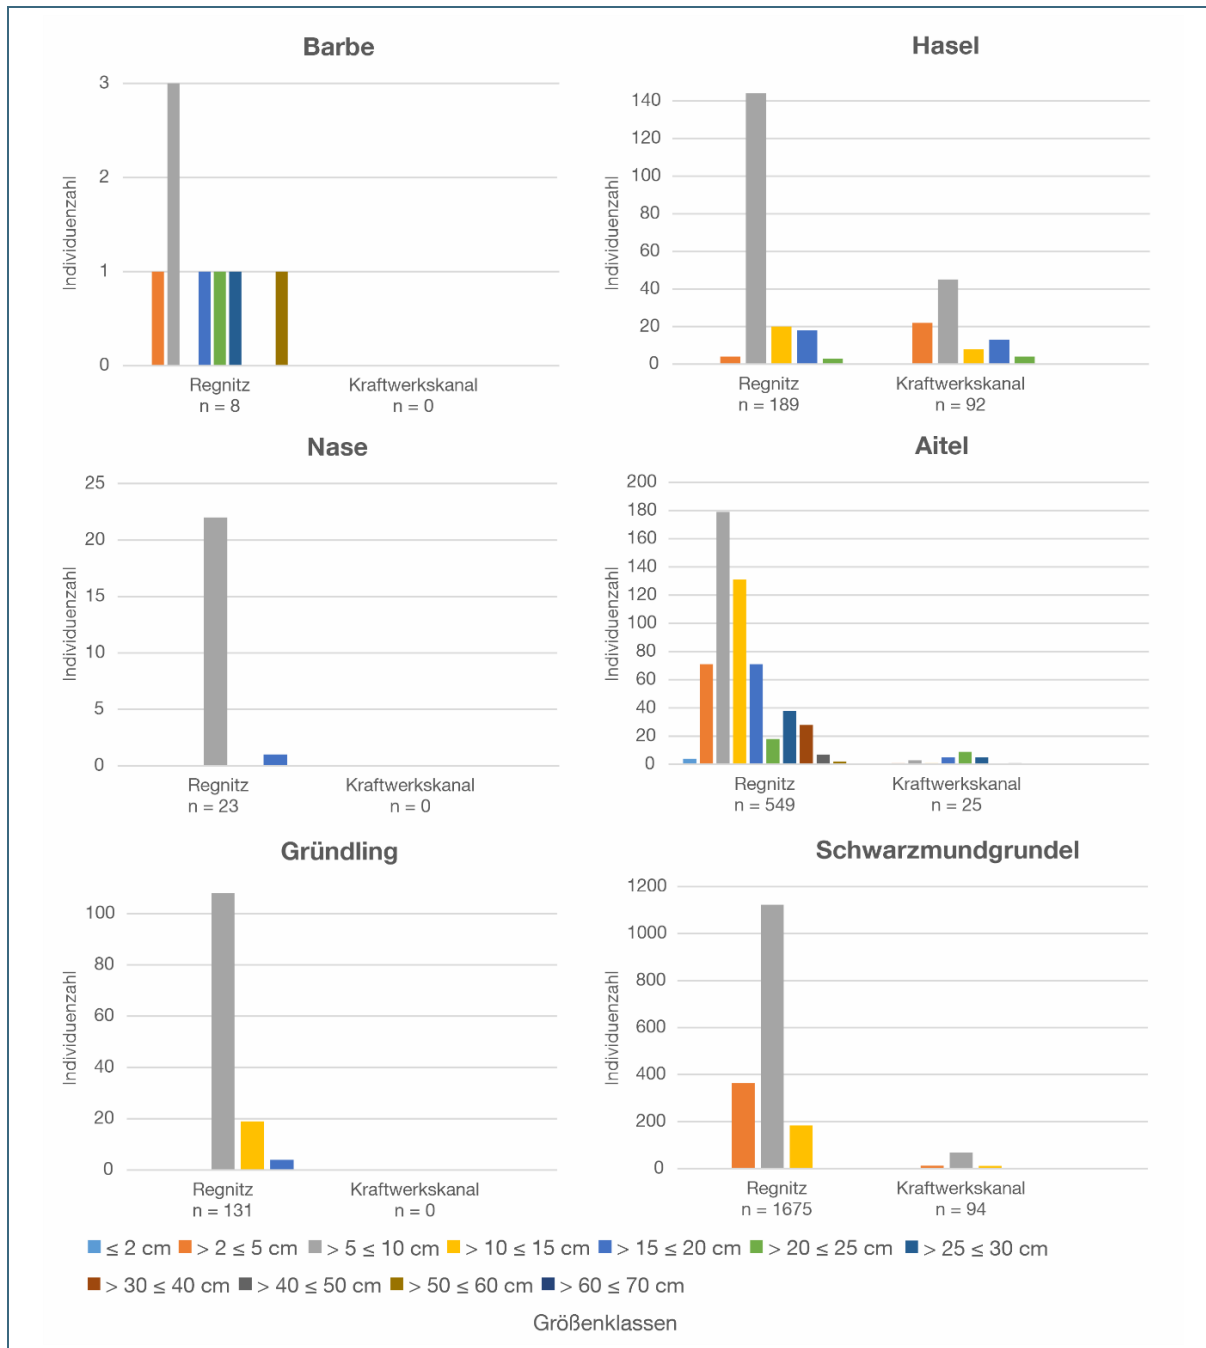 Barbe
3
2
1
0
Individuenzahl
Regnitz
n = 8
Kraftwerkskanal
n = 0
Hasel
140
120
100
80
60
40
20
0
Individuenzahl
Regnitz
n = 189
Kraftwerkskanal
n = 92
Nase
25
20
15
10
5
0
Individuenzahl
Regnitz
n = 23
Kraftwerkskanal
n = 0
Aitel
200
180
160
140
120
100
80
60
40
20
0
Individuenzahl
Regnitz
n = 549
Kraftwerkskanal
n = 25
Gründling
100
80
60
40
20
0
Individuenzahl
Regnitz
n = 131
Kraftwerkskanal
n = 0
Schwarzmundgrundel
1200
1000
800
600
400
200
0
Individuenzahl
Regnitz
n = 1675
Kraftwerkskanal
n = 94
≤ 2 cm > 2 ≤ 5 cm > 5 ≤ 10 cm > 10 ≤ 15 cm > 15 ≤ 20 cm > 20 ≤ 25 cm > 25 ≤ 30 cm
> 30 ≤ 40 cm > 40 ≤ 50 cm > 50 ≤ 60 cm > 60 ≤ 70 cm
Größenklassen